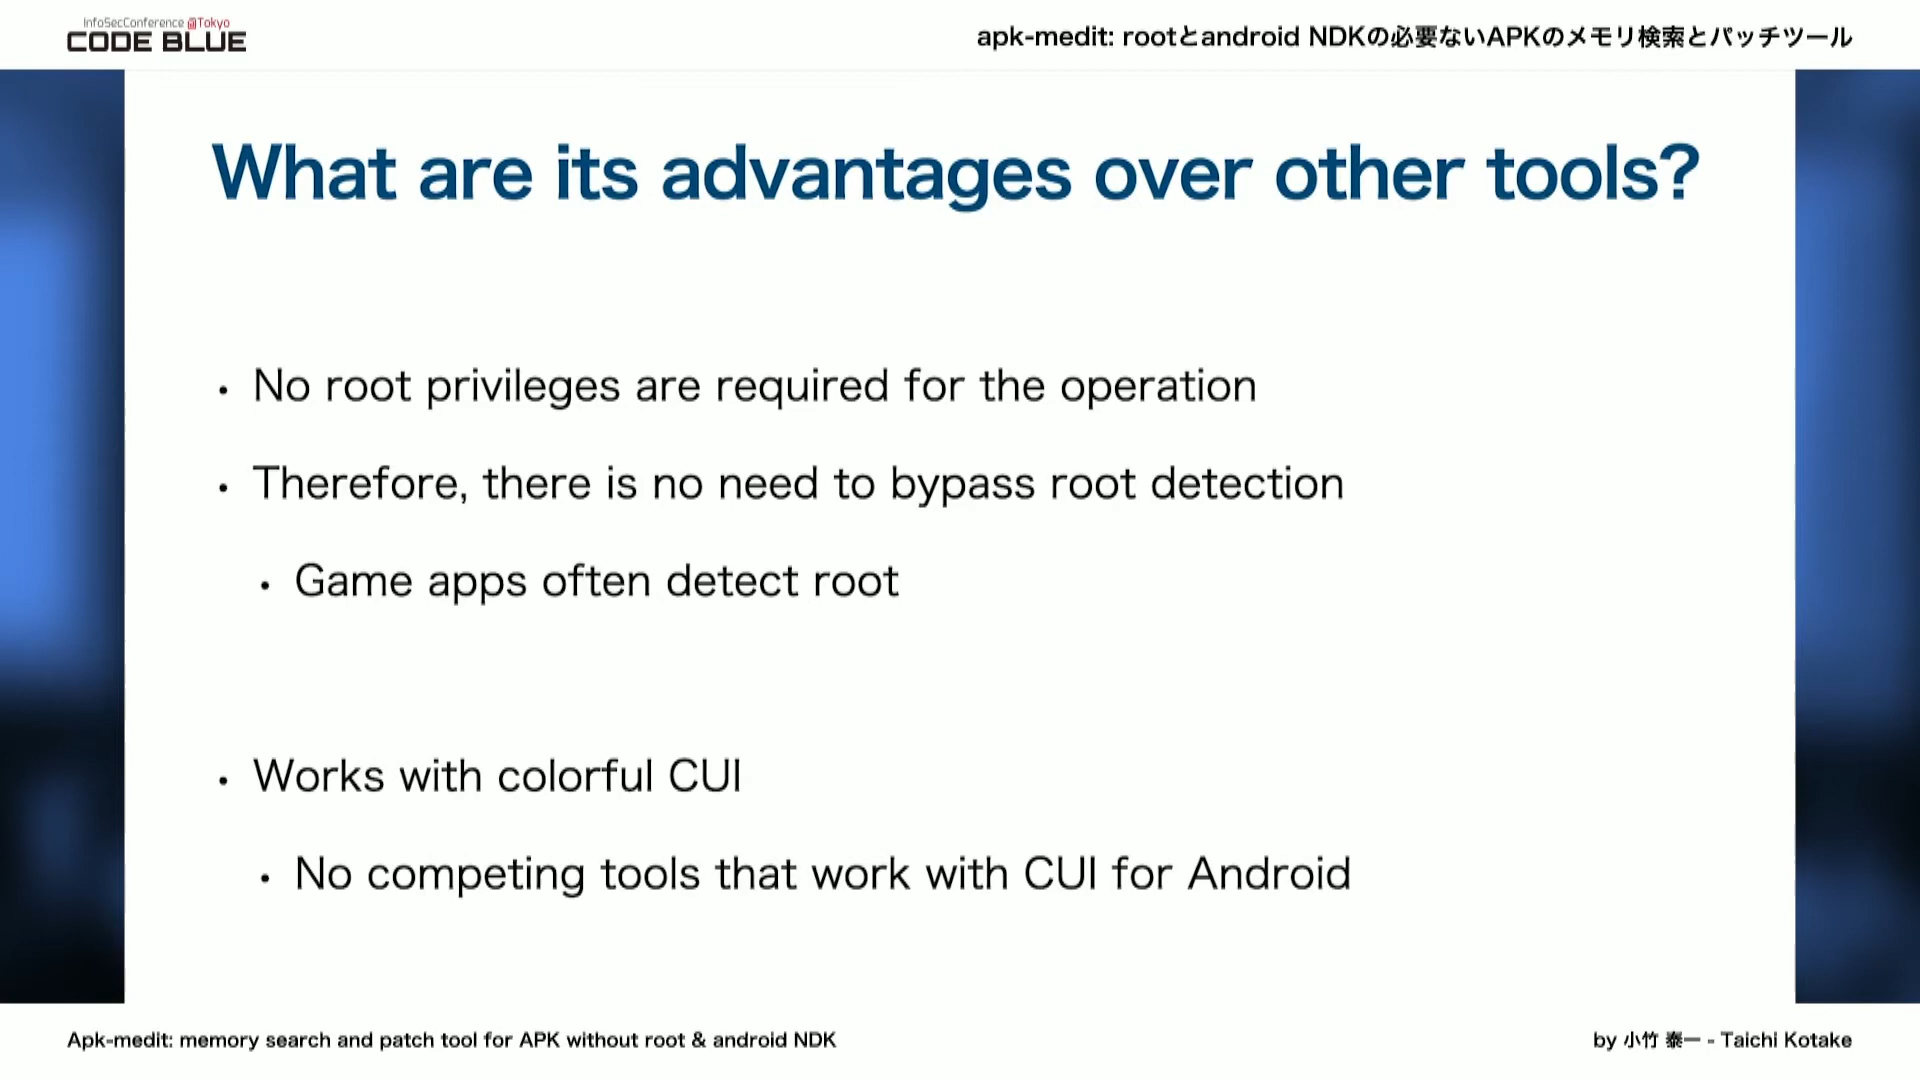 InfoSecConference @Tokyo
CODE BLUE
apk-medit: rootとandroid NDKの必要ないAPKのメモリ検索とパッチツール
What are its advantages over other tools?
• No root privileges are required for the operation
• Therefore, there is no need to bypass root detection
• Game apps often detect root
• Works with colorful CUI
• No competing tools that work with CUI for Android
Apk-medit: memory search and patch tool for APK without root & android NDK
by 小竹 泰一 - Taichi Kotake